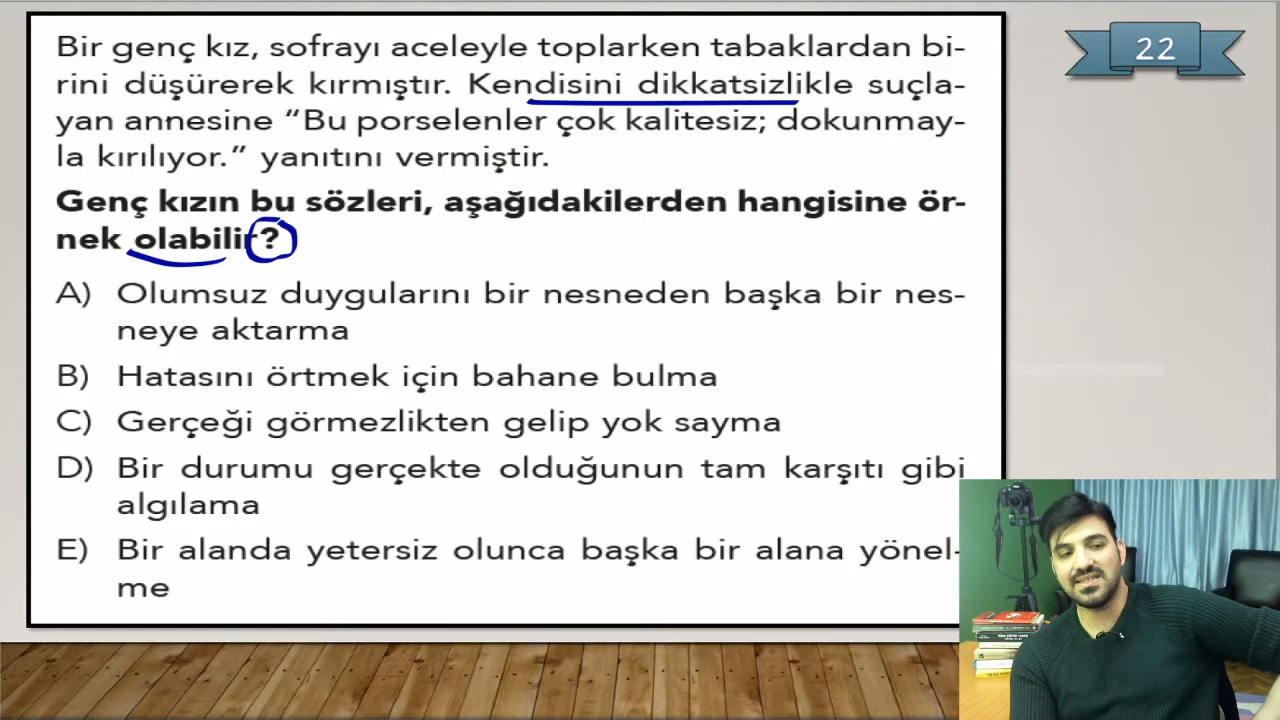 22
Bir genç kız, sofrayı aceleyle toplarken tabaklardan bi-
rini düşürerek kırmıştır. Kendisini dikkatsizlikle suçla-
yan annesine “Bu porselenler çok kalitesiz; dokunmay-
la kırılıyor.” yanıtını vermiştir.
Genç kızın bu sözleri, aşağıdakilerden hangisine ör-
nek olabilir?
A) Olumsuz duygularını bir nesneden başka bir nes-
neye aktarma
B) Hatasını örtmek için bahane bulma
C) Gerçeği görmezlikten gelip yok sayma
D) Bir durumu gerçekte olduğunun tam karşıtı gibi
algılama
E) Bir alanda yetersiz olunca başka bir alana yönel-
me